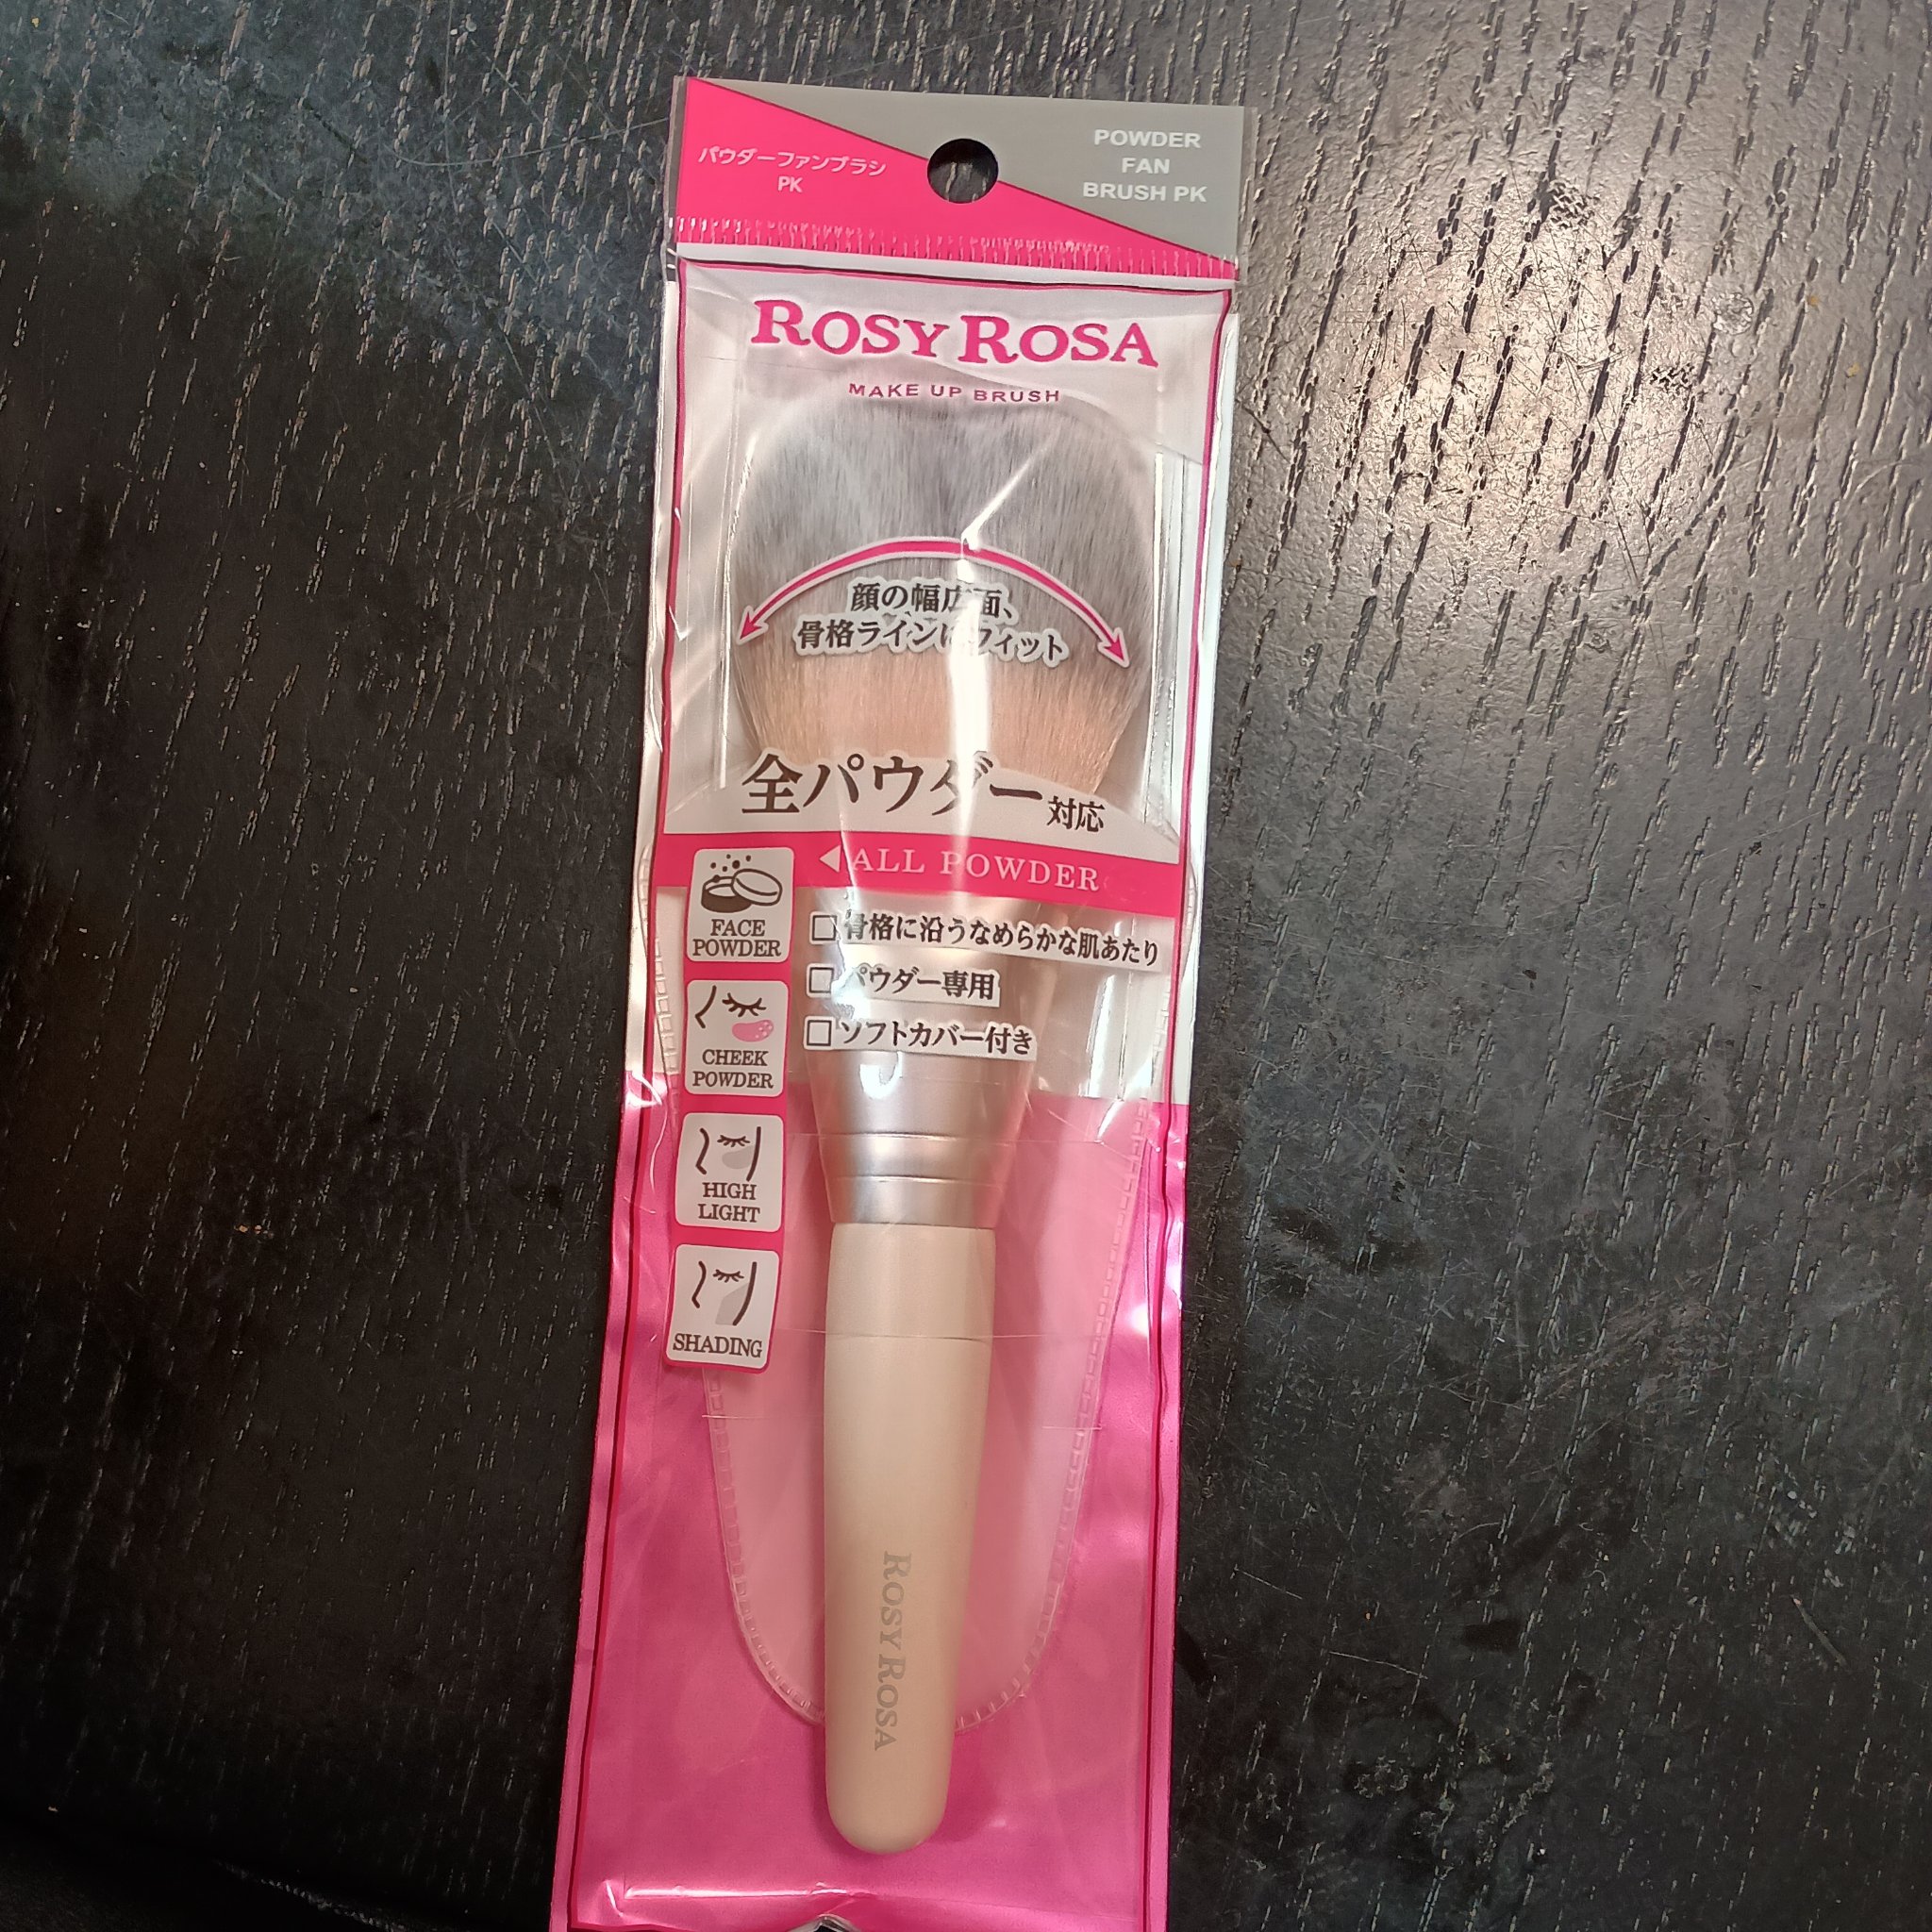 パウダーファンブラシ
PK
POWDER
FAN
BRUSH PK
ROSY ROSA
MAKE UP BRUSH
顔の幅広面、
骨格ラインにフィット
全パウダー対応
ALL POWDER
FACE
POWDER
CHEEK
POWDER
HIGH
LIGHT
SHADING
□骨格に沿うなめらかな肌あたり
□パウダー専用
□ソフトカバー付き
ROSY ROSA